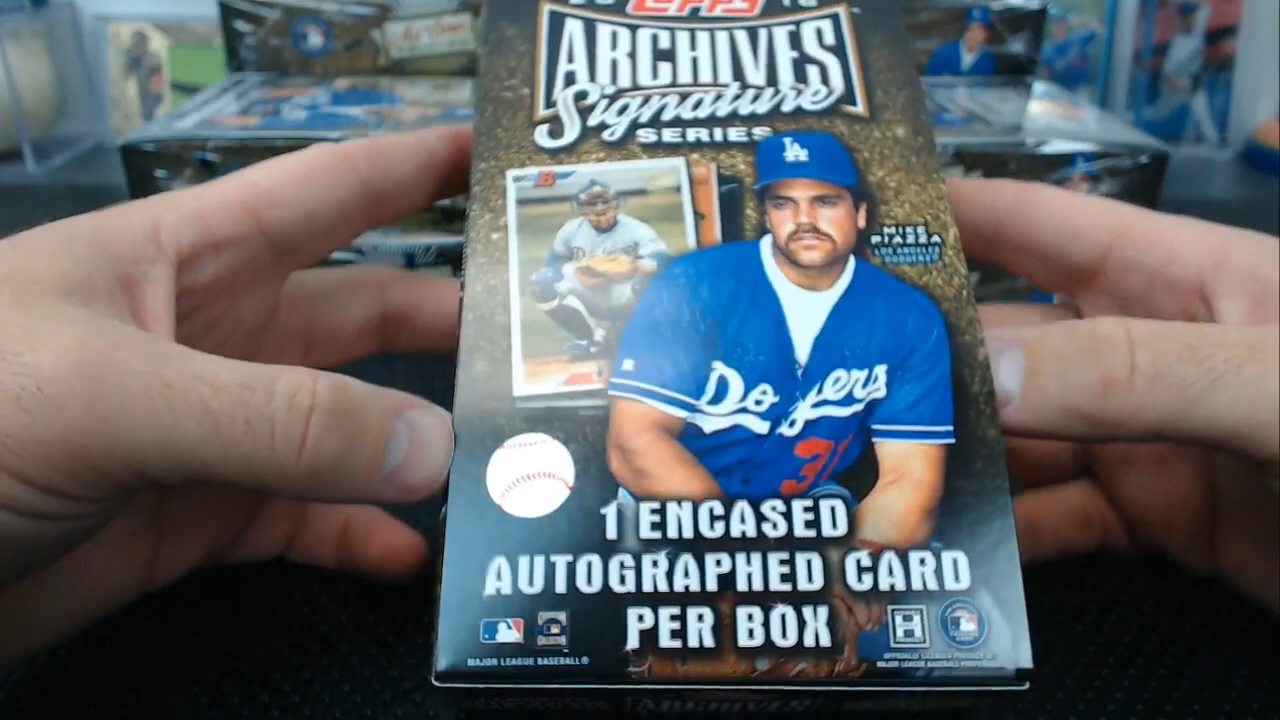 Topps
ARCHIVES
Signature
SERIES
LA
B
MIKE
PIAZZA
LOS ANGELES
DODGERS®
Dodgers
31
1 ENCASED
AUTOGRAPHED CARD
PER BOX
H
MAJOR LEAGUE BASEBALL®